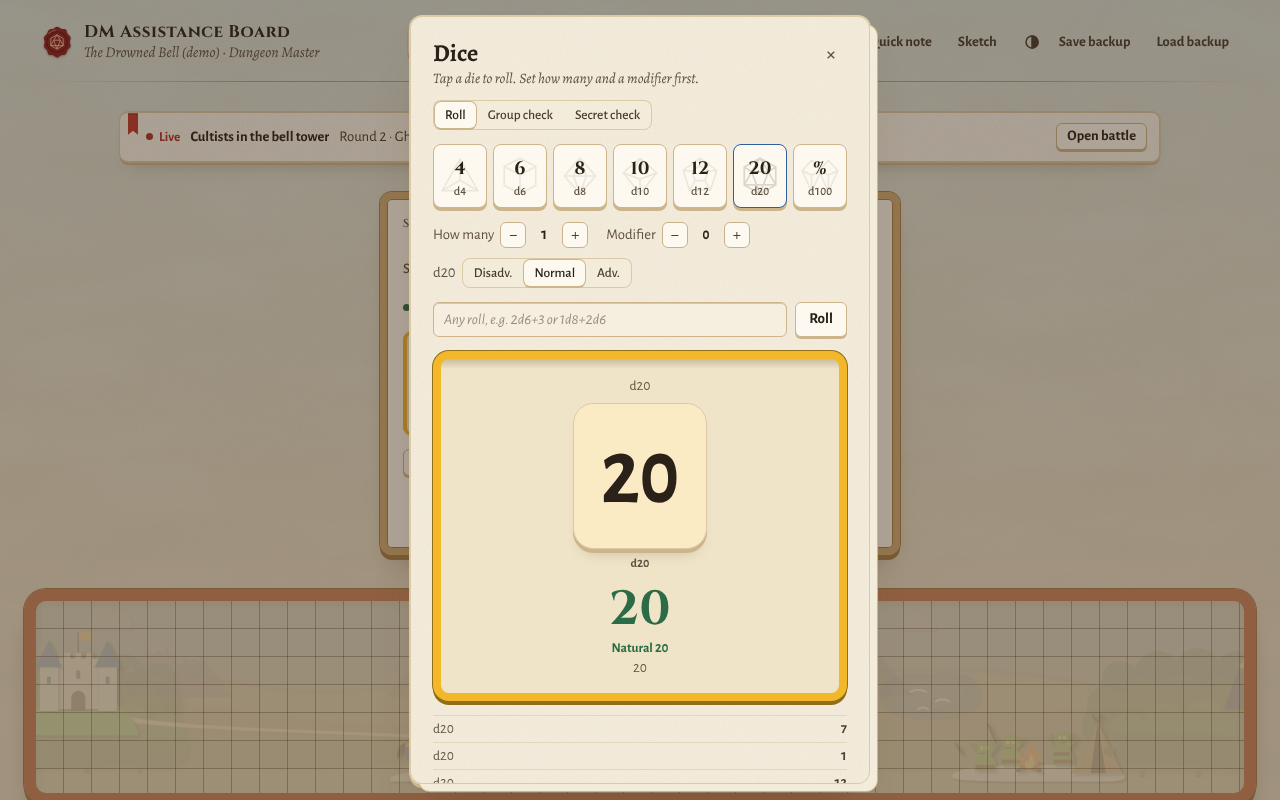 DM Assistance Board
The Drowned Bell (demo) · Dungeon Master
uick note
Sketch
Save backup
Load backup
Live
Cultists in the bell tower
Round 2 · Gh
Open battle
Dice
×
Tap a die to roll. Set how many and a modifier first.
Roll
Group check
Secret check
4
d4
6
d6
8
d8
10
d10
12
d12
20
d20
%
d100
How many
−
1
+
Modifier
−
0
+
d20
Disadv.
Normal
Adv.
Any roll, e.g. 2d6+3 or 1d8+2d6
Roll
d20
20
d20
20
Natural 20
20
d20
7
d20
1
d20